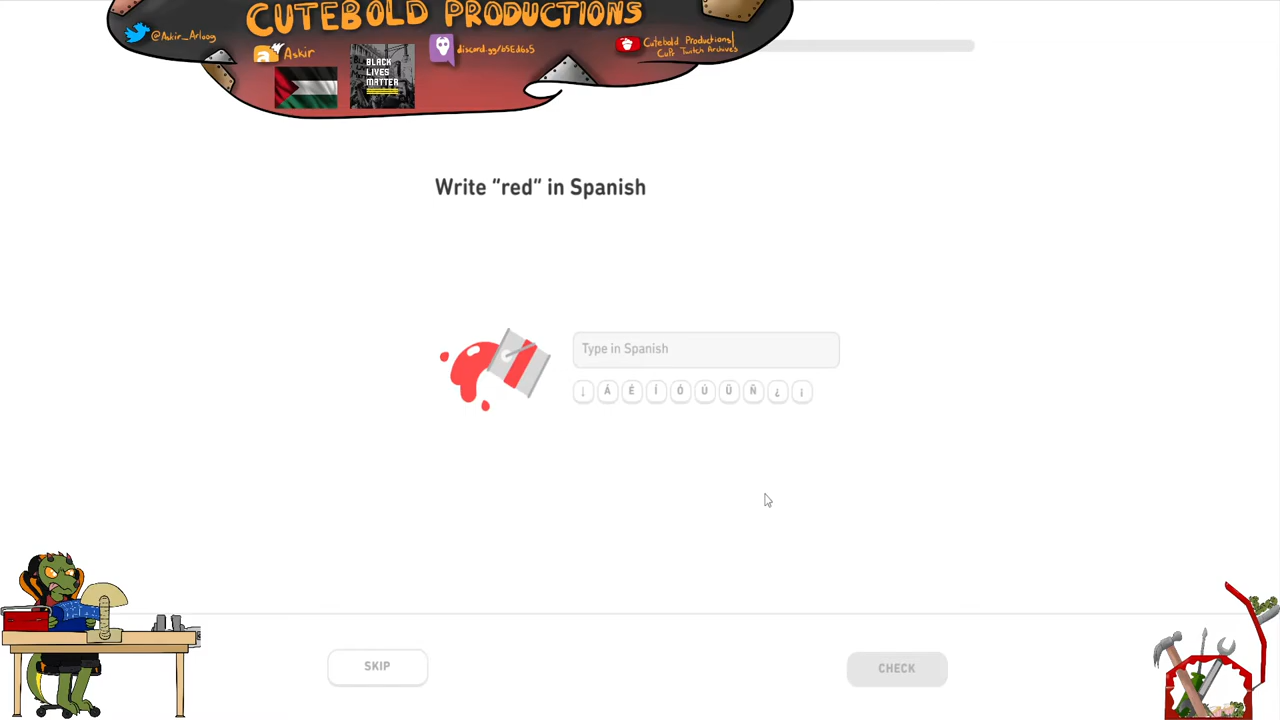 CUTEBOLD PRODUCTIONS
@Askir_Arloog
Askir
BLACK
LIVES
MATTER
discord.gg/b5Ed6s5
Cutebold Productions/
Twitch Archives
Write “red” in Spanish
Type in Spanish
↓ Á É Í Ó Ú Ü Ñ ¿ ¡
SKIP
CHECK